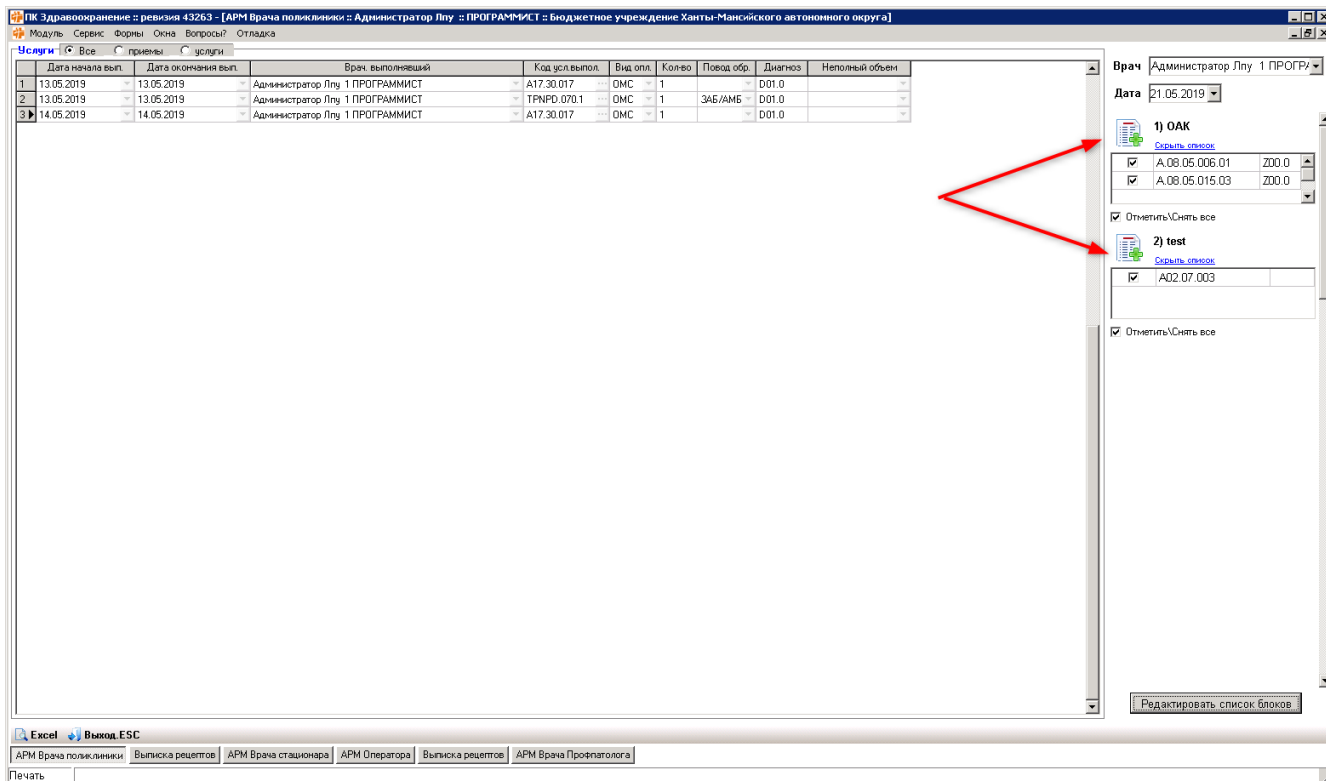 ПК Здравоохранение :: ревизия 43263 - [АРМ Врача поликлиники :: Администратор Лпу :: ПРОГРАММИСТ :: Бюджетное учреждение Ханты-Мансийского автономного округа]
Модуль Сервис Формы Окна Вопросы? Отладка
Услуги Все приемы услуги
Дата начала вып. Дата окончания вып. Врач. выполнявший Код усл.выпол. Вид опл. Кол-во Повод обр. Диагноз Неполный объем
1 13.05.2019 13.05.2019 Администратор Лпу 1 ПРОГРАММИСТ А17.30.017 ОМС 1 D01.0
2 13.05.2019 13.05.2019 Администратор Лпу 1 ПРОГРАММИСТ TPNPD.070.1 ОМС 1 ЗАБ/АМБ D01.0
3 14.05.2019 14.05.2019 Администратор Лпу 1 ПРОГРАММИСТ А17.30.017 ОМС 1 D01.0
Врач Администратор Лпу 1 ПРОГРА
Дата 21.05.2019
1) ОАК
Скрыть список
A.08.05.006.01 Z00.0
A.08.05.015.03 Z00.0
Отметить\Снять все
2) test
Скрыть список
A02.07.003
Отметить\Снять все
Редактировать список блоков
Excel Выход.ESC
АРМ Врача поликлиники Выписка рецептов АРМ Врача стационара АРМ Оператора Выписка рецептов АРМ Врача Профпатолога
Печать